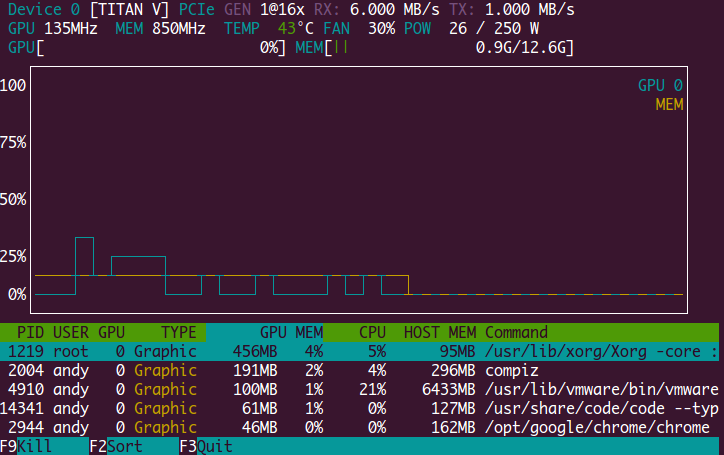 Device 0 [TITAN V] PCIe GEN 1@16x RX: 6.000 MB/s TX: 1.000 MB/s
GPU 135MHz MEM 850MHz TEMP 43°C FAN 30% POW 26 / 250 W
GPU[ 0%] MEM[|| 0.9G/12.6G]
100
GPU 0
MEM
75%
50%
25%
0%
PID USER GPU TYPE GPU MEM CPU HOST MEM Command
1219 root 0 Graphic 456MB 4% 5% 95MB /usr/lib/xorg/Xorg -core :
2004 andy 0 Graphic 191MB 2% 4% 296MB compiz
4910 andy 0 Graphic 100MB 1% 21% 6433MB /usr/lib/vmware/bin/vmware
14341 andy 0 Graphic 61MB 1% 0% 127MB /usr/share/code/code --typ
2944 andy 0 Graphic 46MB 0% 0% 162MB /opt/google/chrome/chrome
F9Kill F2Sort F3Quit